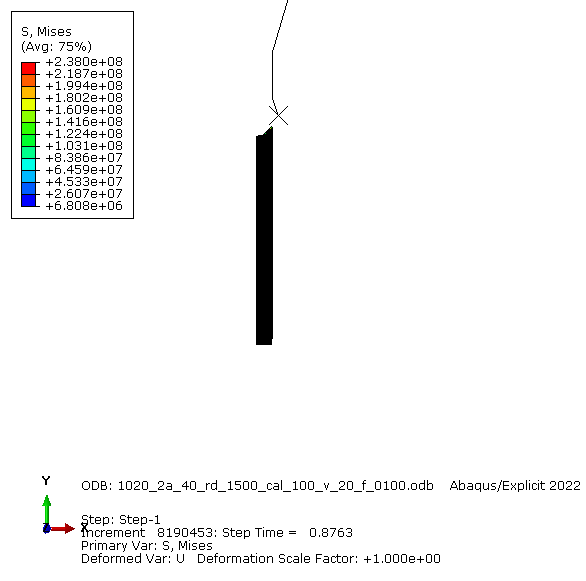 S, Mises
(Avg: 75%)
+2.380e+08
+2.187e+08
+1.994e+08
+1.802e+08
+1.609e+08
+1.416e+08
+1.224e+08
+1.031e+08
+8.386e+07
+6.459e+07
+4.533e+07
+2.607e+07
+6.808e+06
Y
X
ODB: 1020_2a_40_rd_1500_cal_100_v_20_f_0100.odb Abaqus/Explicit 2022
Step: Step-1
Increment 8190453: Step Time = 0.8763
Primary Var: S, Mises
Deformed Var: U Deformation Scale Factor: +1.000e+00